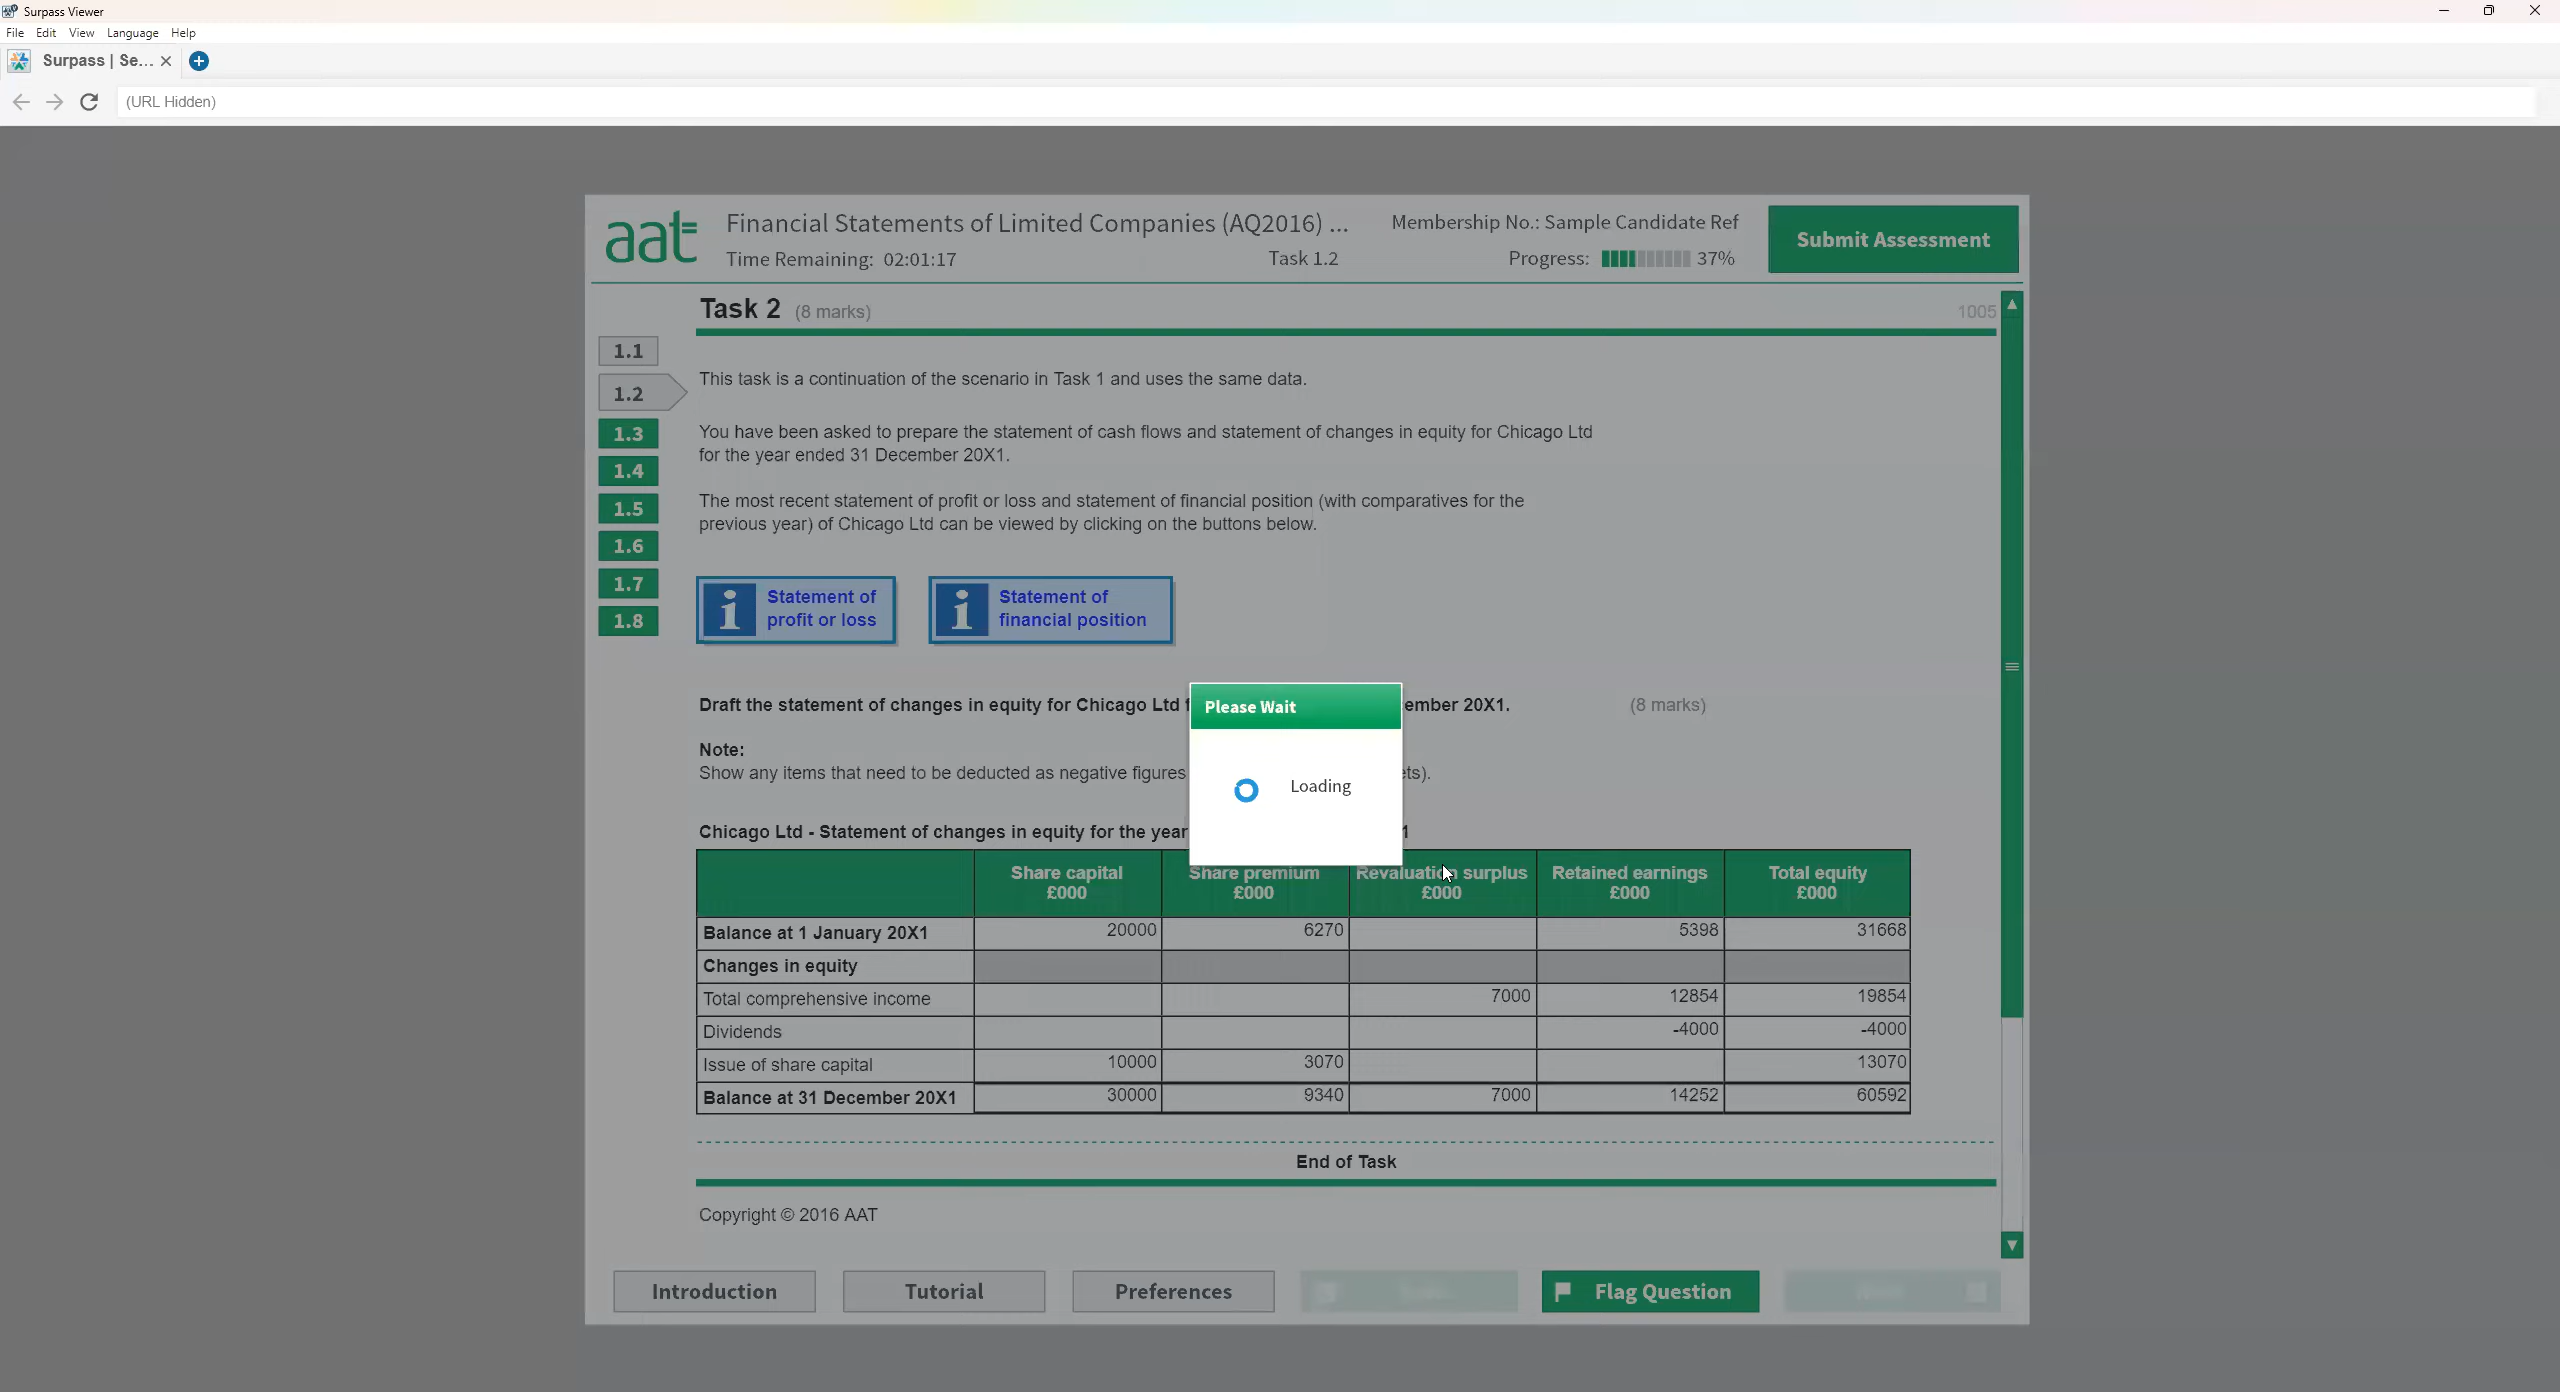 Surpass Viewer
File Edit View Language Help
Surpass | Se...
(URL Hidden)
aat
Financial Statements of Limited Companies (AQ2016) ...
Membership No.: Sample Candidate Ref
Submit Assessment
Time Remaining: 02:01:17
Task 1.2
Progress: 37%
Task 2 (8 marks)
1005
1.1
1.2
1.3
1.4
1.5
1.6
1.7
1.8
This task is a continuation of the scenario in Task 1 and uses the same data.
You have been asked to prepare the statement of cash flows and statement of changes in equity for Chicago Ltd
for the year ended 31 December 20X1.
The most recent statement of profit or loss and statement of financial position (with comparatives for the
previous year) of Chicago Ltd can be viewed by clicking on the buttons below.
Statement of
profit or loss
Statement of
financial position
Draft the statement of changes in equity for Chicago Ltd ember 20X1. (8 marks)
Please Wait
Loading
Note:
Show any items that need to be deducted as negative figures ets).
Chicago Ltd - Statement of changes in equity for the year 1
Share capital Share premium Revaluation surplus Retained earnings Total equity
£000 £000 £000 £000 £000
Balance at 1 January 20X1 20000 6270 5398 31668
Changes in equity
Total comprehensive income 7000 12854 19854
Dividends -4000 -4000
Issue of share capital 10000 3070 13070
Balance at 31 December 20X1 30000 9340 7000 14252 60592
End of Task
Copyright © 2016 AAT
Introduction Tutorial Preferences Flag Question